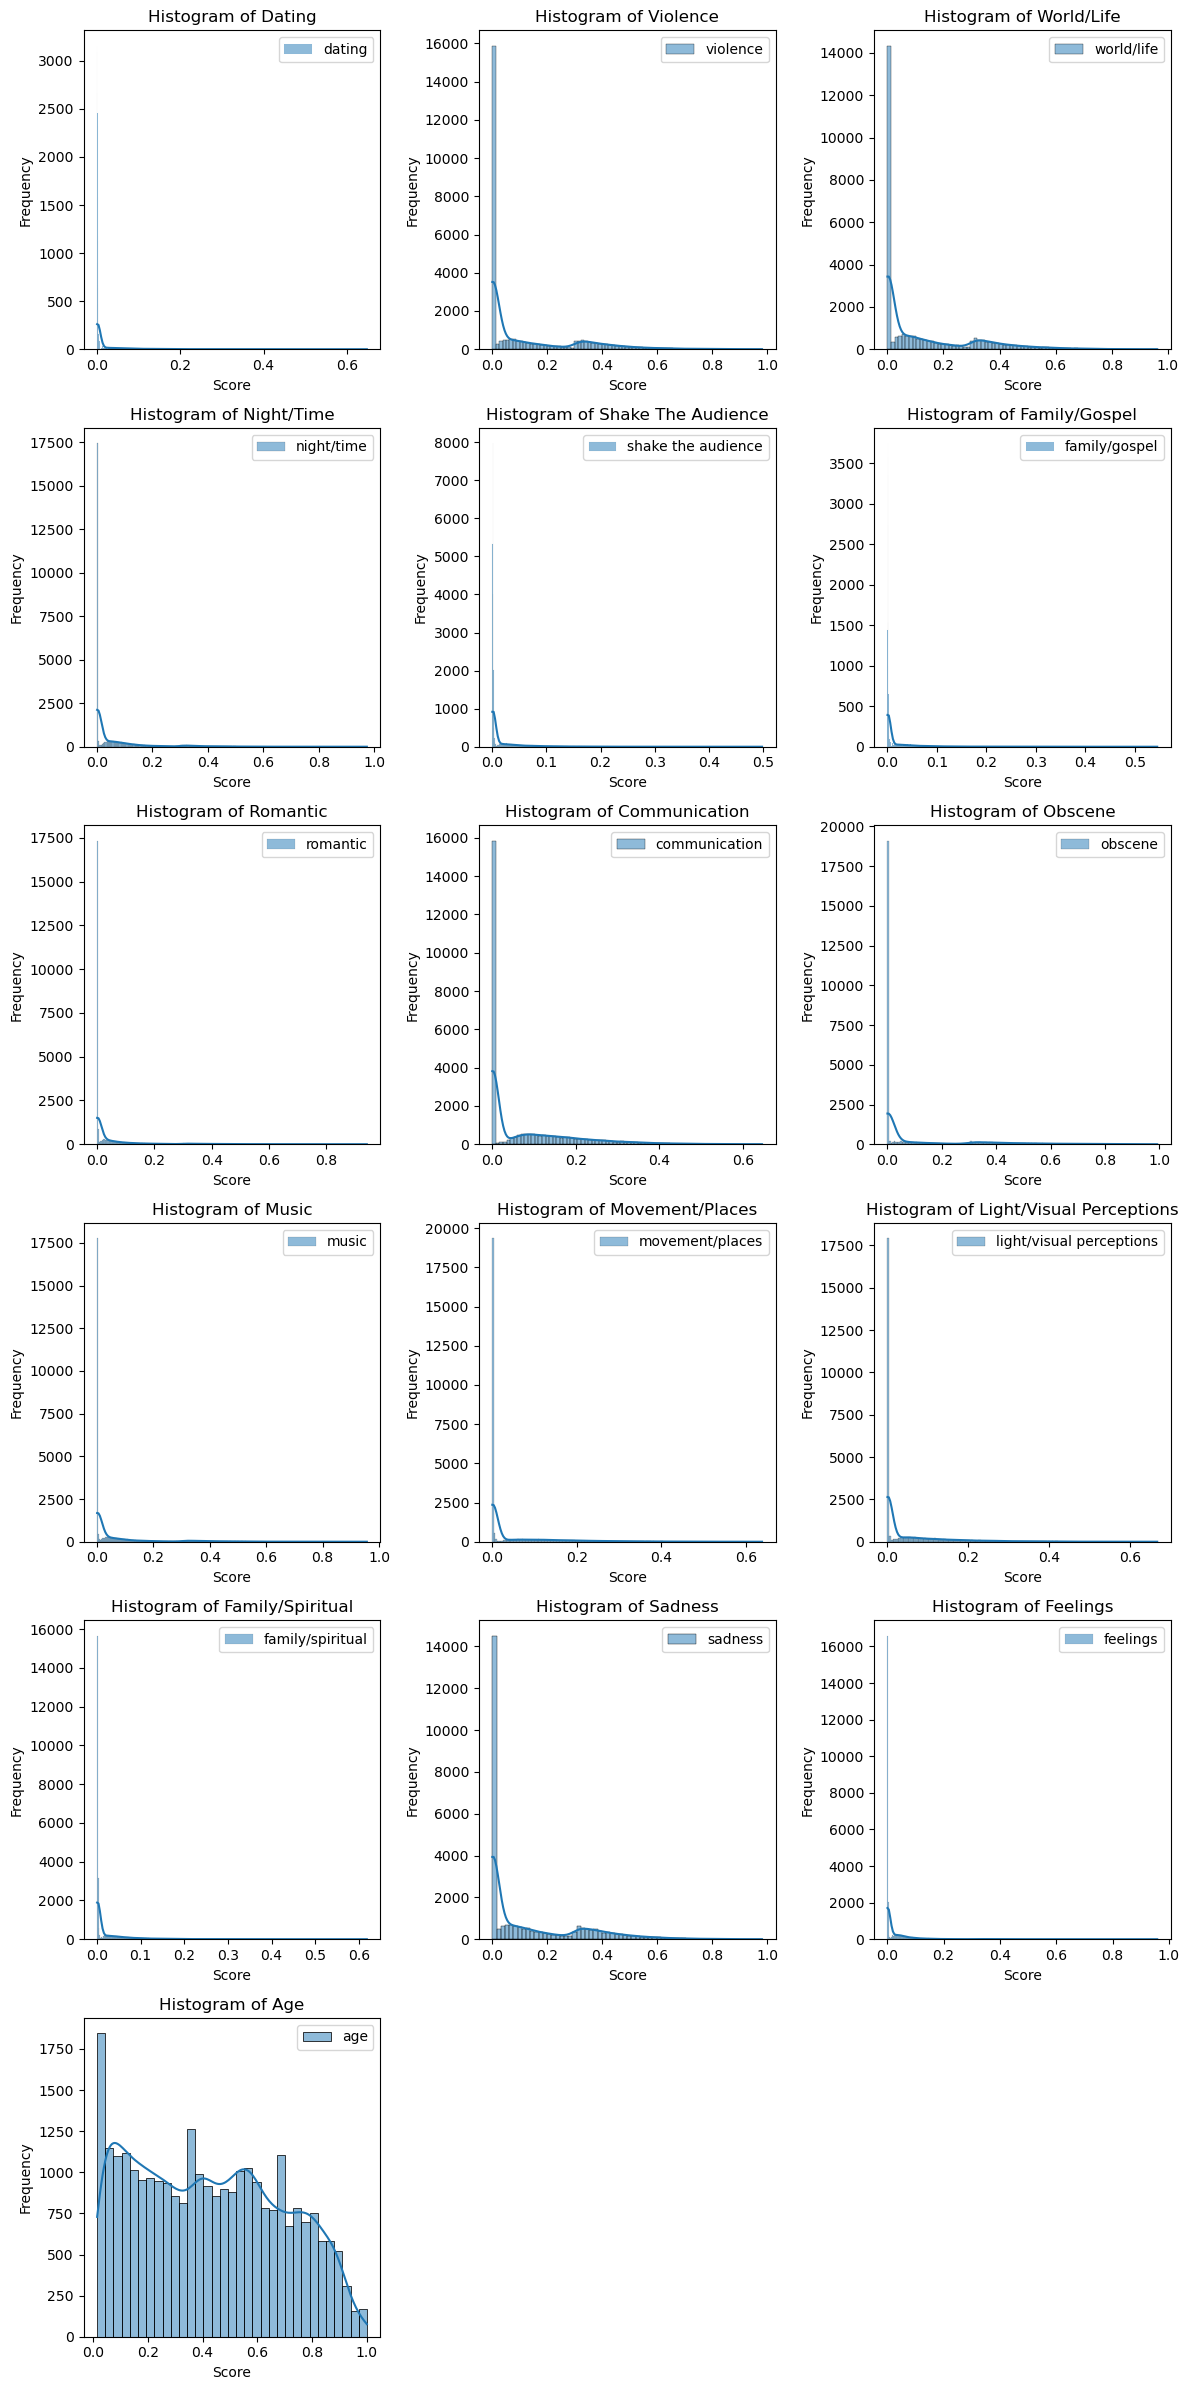 Histogram of Dating
dating
3000
2500
2000
1500
1000
500
0
Frequency
0.0 0.2 0.4 0.6
Score
Histogram of Violence
violence
16000
14000
12000
10000
8000
6000
4000
2000
0
Frequency
0.0 0.2 0.4 0.6 0.8 1.0
Score
Histogram of World/Life
world/life
14000
12000
10000
8000
6000
4000
2000
0
Frequency
0.0 0.2 0.4 0.6 0.8 1.0
Score
Histogram of Night/Time
night/time
17500
15000
12500
10000
7500
5000
2500
0
Frequency
0.0 0.2 0.4 0.6 0.8 1.0
Score
Histogram of Shake The Audience
shake the audience
8000
7000
6000
5000
4000
3000
2000
1000
0
Frequency
0.0 0.1 0.2 0.3 0.4 0.5
Score
Histogram of Family/Gospel
family/gospel
3500
3000
2500
2000
1500
1000
500
0
Frequency
0.0 0.1 0.2 0.3 0.4 0.5
Score
Histogram of Romantic
romantic
17500
15000
12500
10000
7500
5000
2500
0
Frequency
0.0 0.2 0.4 0.6 0.8
Score
Histogram of Communication
communication
16000
14000
12000
10000
8000
6000
4000
2000
0
Frequency
0.0 0.2 0.4 0.6
Score
Histogram of Obscene
obscene
20000
17500
15000
12500
10000
7500
5000
2500
0
Frequency
0.0 0.2 0.4 0.6 0.8 1.0
Score
Histogram of Music
music
17500
15000
12500
10000
7500
5000
2500
0
Frequency
0.0 0.2 0.4 0.6 0.8 1.0
Score
Histogram of Movement/Places
movement/places
20000
17500
15000
12500
10000
7500
5000
2500
0
Frequency
0.0 0.2 0.4 0.6
Score
Histogram of Light/Visual Perceptions
light/visual perceptions
17500
15000
12500
10000
7500
5000
2500
0
Frequency
0.0 0.2 0.4 0.6
Score
Histogram of Family/Spiritual
family/spiritual
16000
14000
12000
10000
8000
6000
4000
2000
0
Frequency
0.0 0.1 0.2 0.3 0.4 0.5 0.6
Score
Histogram of Sadness
sadness
14000
12000
10000
8000
6000
4000
2000
0
Frequency
0.0 0.2 0.4 0.6 0.8 1.0
Score
Histogram of Feelings
feelings
16000
14000
12000
10000
8000
6000
4000
2000
0
Frequency
0.0 0.2 0.4 0.6 0.8 1.0
Score
Histogram of Age
age
1750
1500
1250
1000
750
500
250
0
Frequency
0.0 0.2 0.4 0.6 0.8 1.0
Score